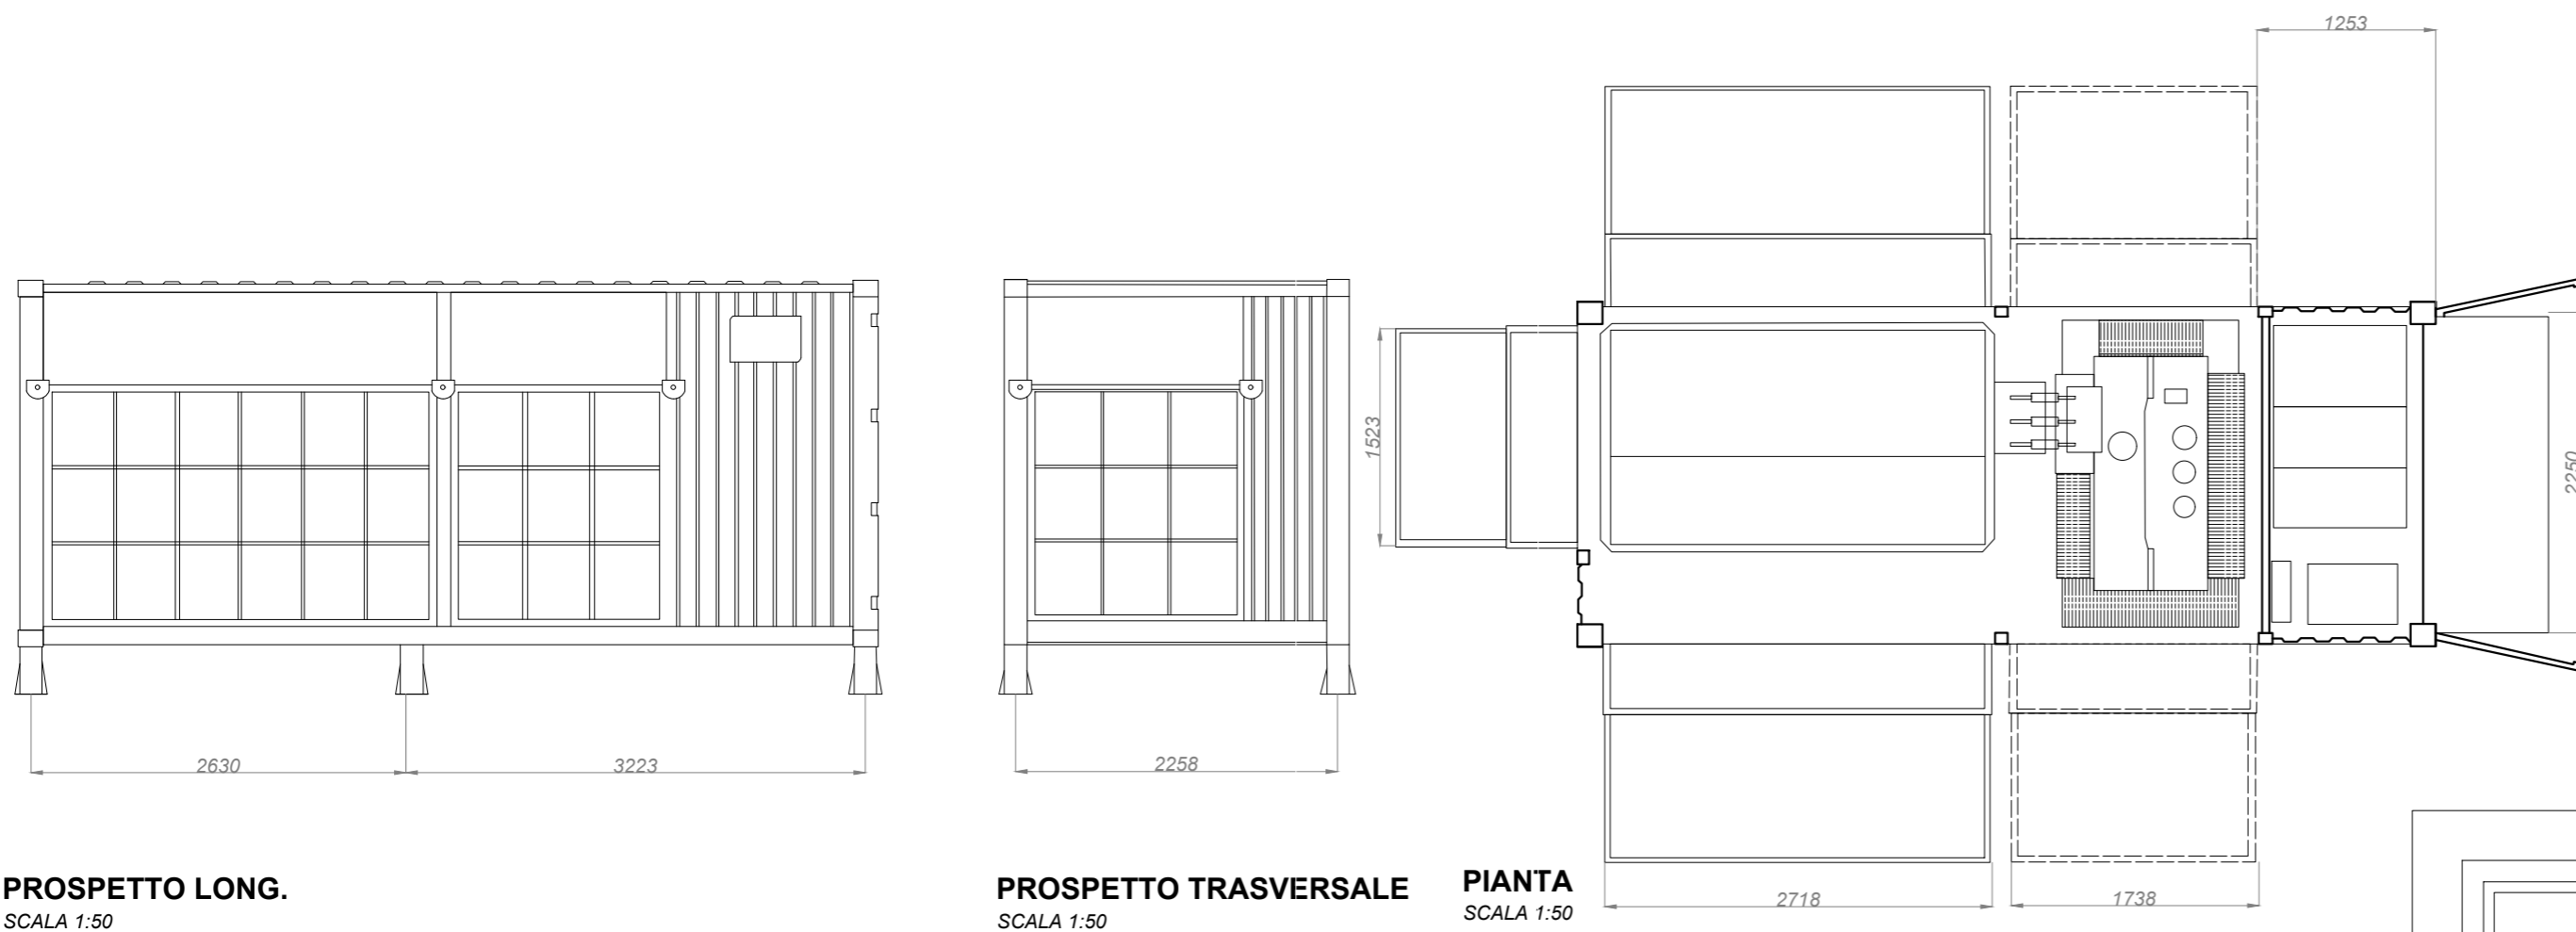 1253
1523
2250
2630
3223
2258
PROSPETTO LONG.
SCALA 1:50
PROSPETTO TRASVERSALE
SCALA 1:50
PIANTA
SCALA 1:50
2718
1738